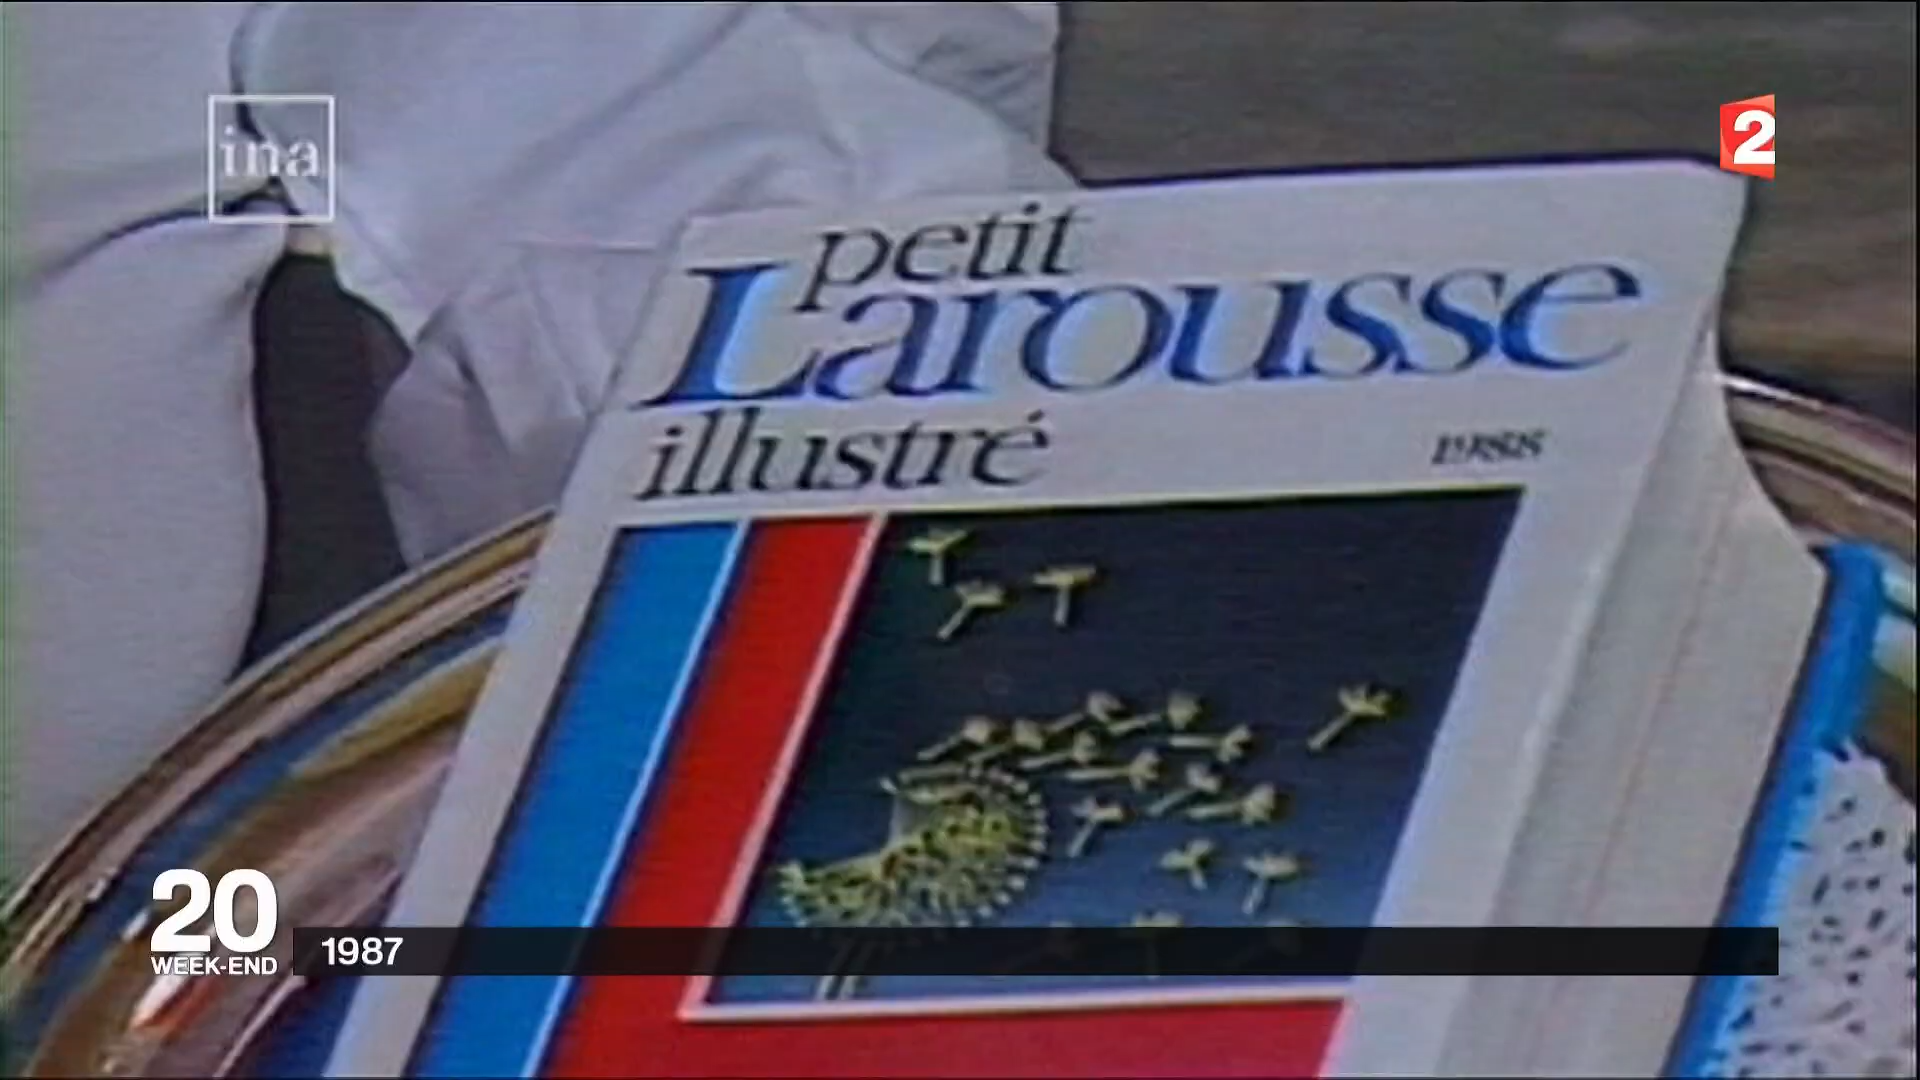 ina
2
petit
Larousse
illustré
1988
20
WEEK-END
1987